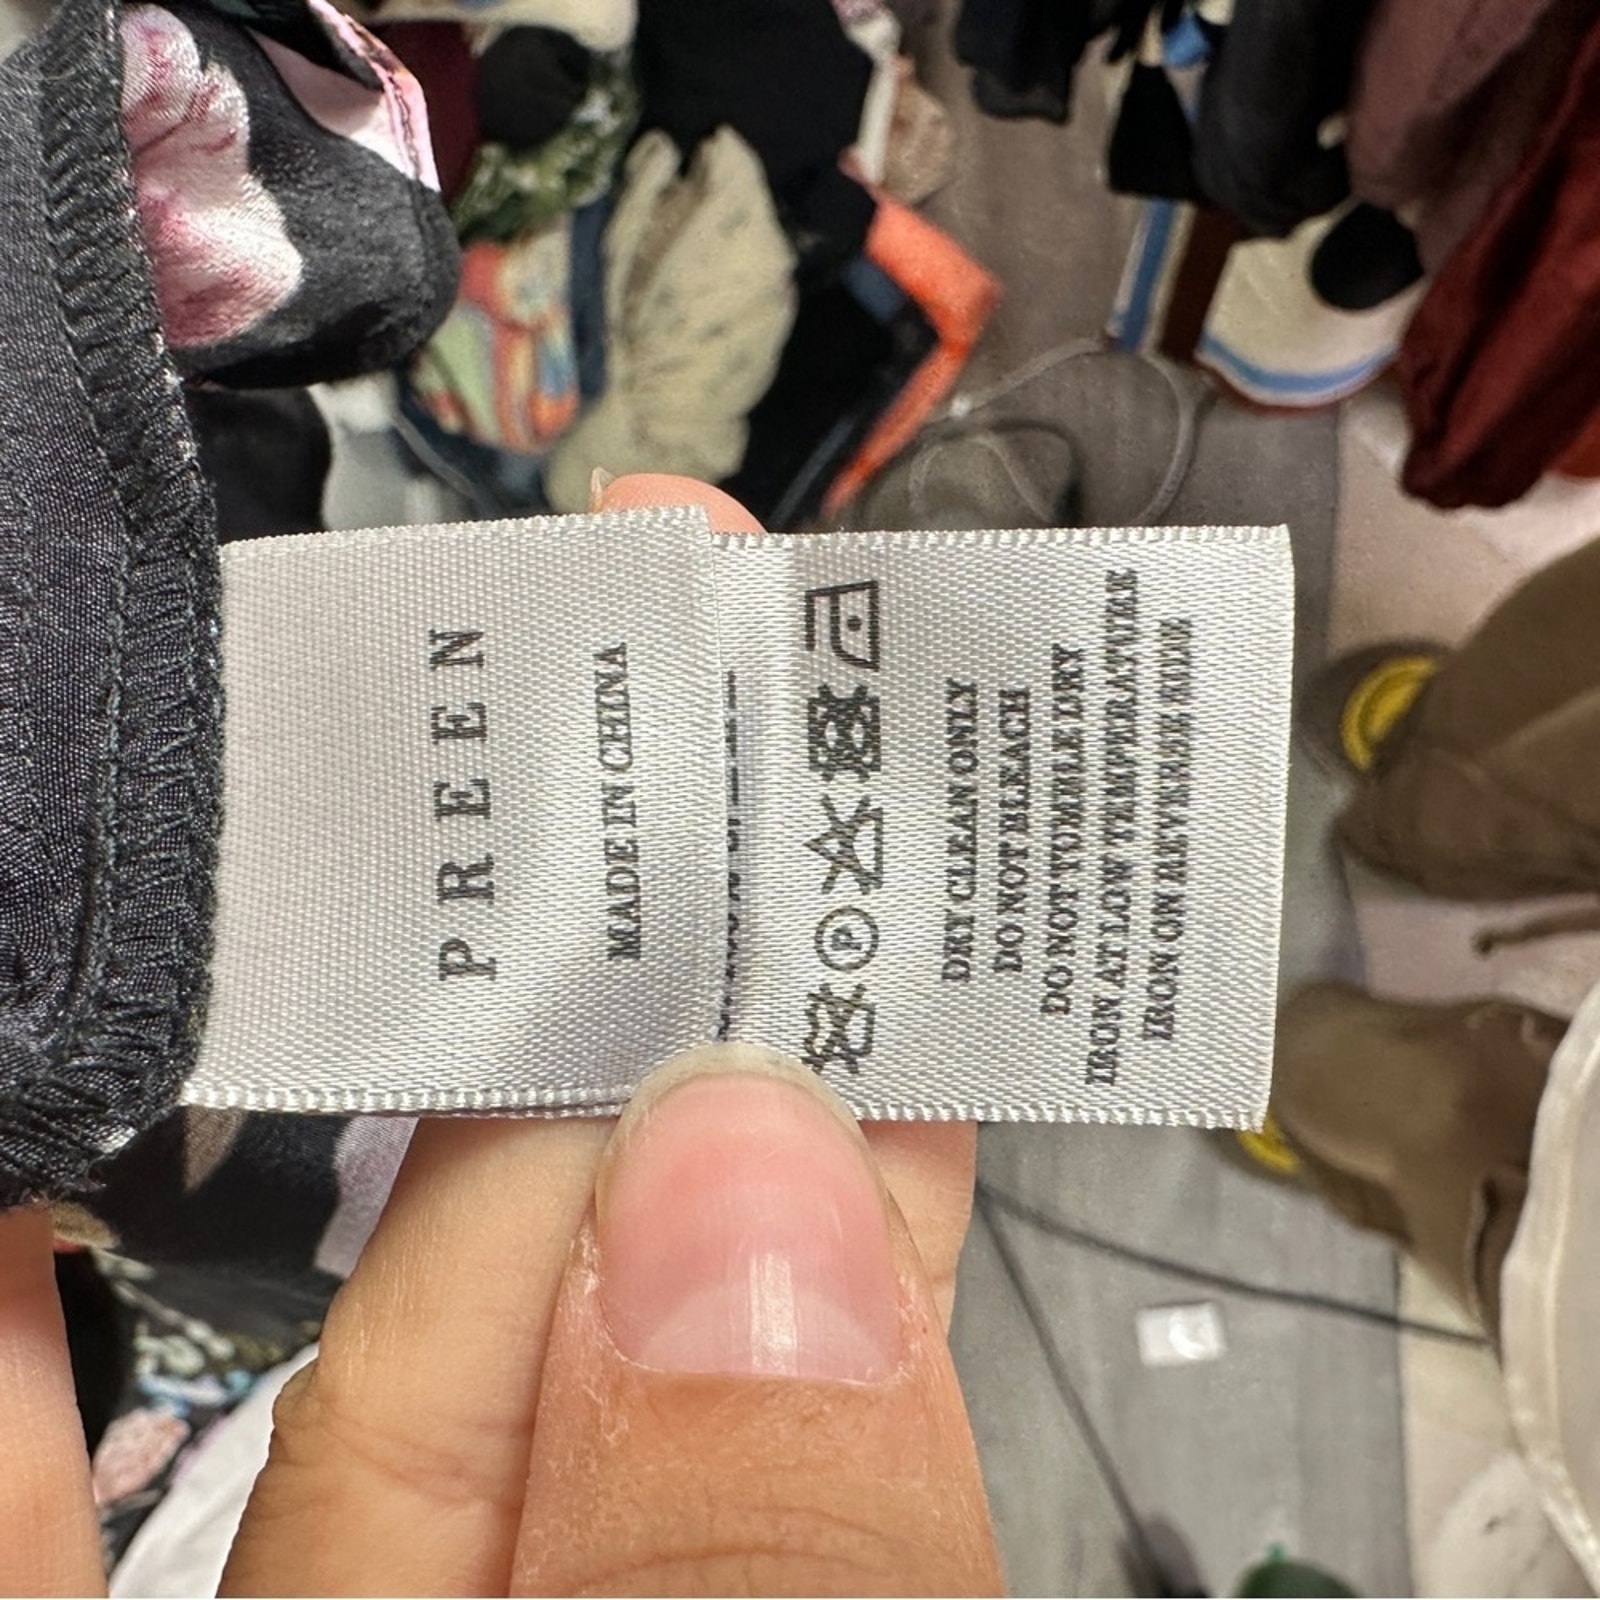 PREEN
MADE IN CHINA
P
DRY CLEAN ONLY
DO NOT BLEACH
DO NOT TUMBLE DRY
IRON AT LOW TEMPERATURE
IRON ON REVERSE SIDE